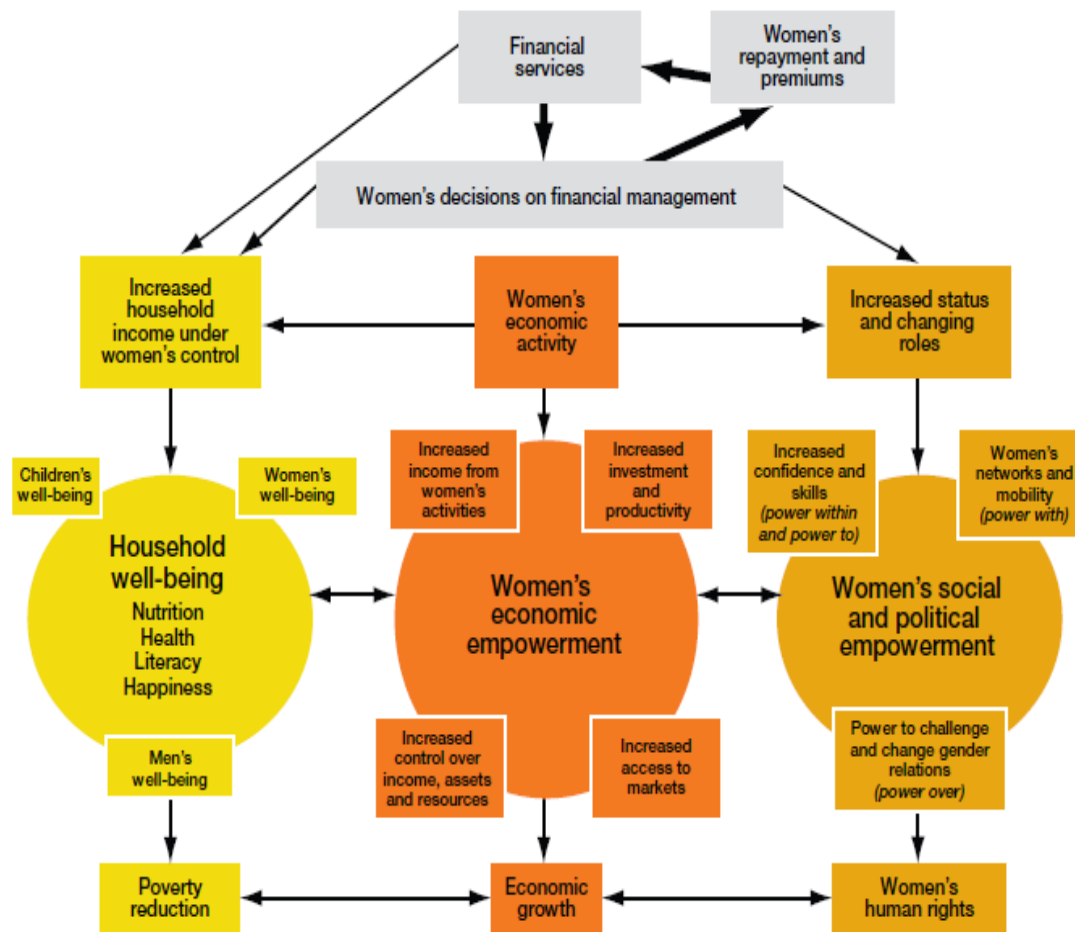 Financial
services
Women's
repayment and
premiums
Women's decisions on financial management
Increased
household
income under
women's control
Women's
economic
activity
Increased status
and changing
roles
Children's
well-being
Women's
well-being
Household
well-being
Nutrition
Health
Literacy
Happiness
Men's
well-being
Increased
income from
women's
activities
Increased
investment
and
productivity
Women's
economic
empowerment
Increased
control over
income, assets
and resources
Increased
access to
markets
Increased
confidence and
skills
(power within
and power to)
Women's
networks and
mobility
(power with)
Women's social
and political
empowerment
Power to challenge
and change gender
relations
(power over)
Poverty
reduction
Economic
growth
Women's
human rights